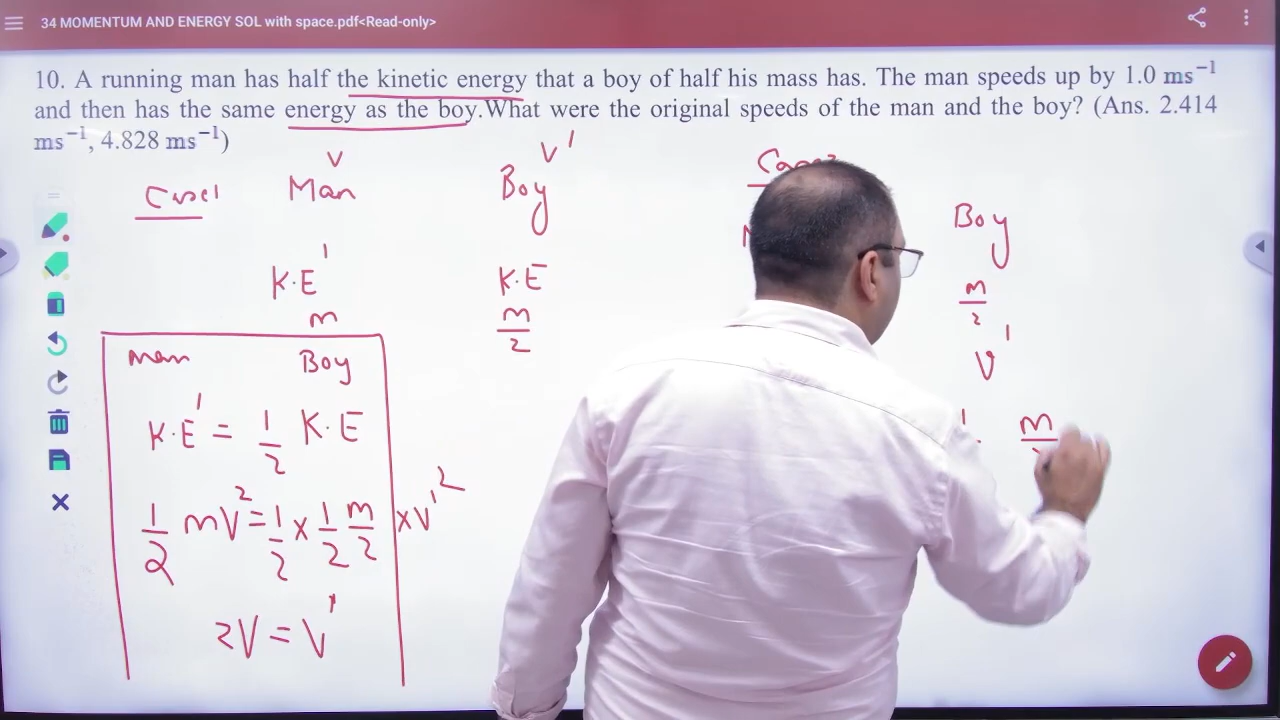 34 MOMENTUM AND ENERGY SOL with space.pdf<Read-only>
10. A running man has half the kinetic energy that a boy of half his mass has. The man speeds up by 1.0 ms⁻¹
and then has the same energy as the boy.What were the original speeds of the man and the boy? (Ans. 2.414
ms⁻¹, 4.828 ms⁻¹)
V V'
Case1 Man Boy
K.E' K.E
m m/2
Man Boy
K.E' = 1/2 K.E
1/2 mV² = 1/2 x 1/2 m/2 x V'²
2V = V'
Boy
m/2
V'
m